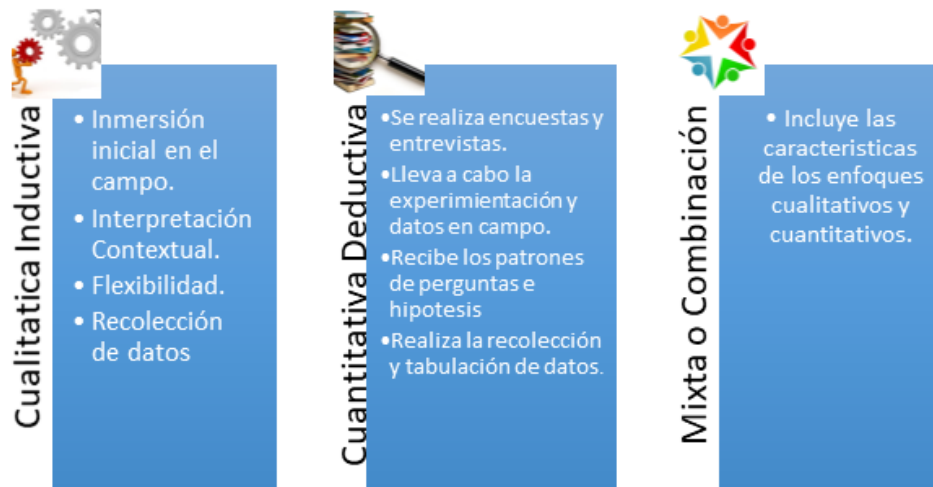 Cualitatica Inductiva
• Inmersión
inicial en el
campo.
• Interpretación
Contextual.
• Flexibilidad.
• Recolección
de datos
Cuantitativa Deductiva
•Se realiza encuestas y
entrevistas.
•Lleva a cabo la
experimientación y
datos en campo.
•Recibe los patrones
de perguntas e
hipotesis
•Realiza la recolección
y tabulación de datos.
Mixta o Combinación
• Incluye las
caracteristicas
de los enfoques
cualitativos y
cuantitativos.